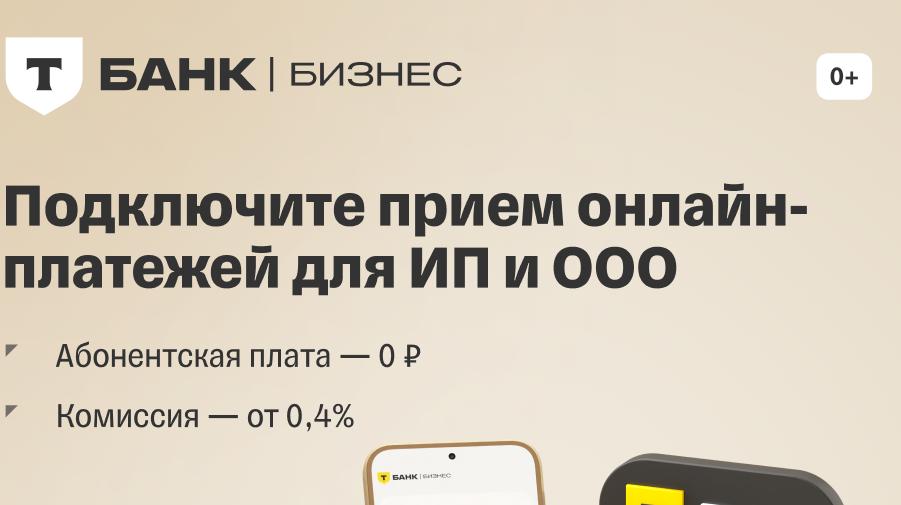 Т БАНК | БИЗНЕС
0+
Подключите прием онлайн-
платежей для ИП и ООО
Абонентская плата — 0 ₽
Комиссия — от 0,4%
БАНК | БИЗНЕС